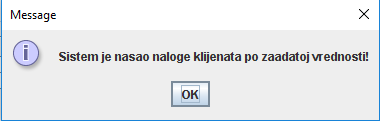 Message
Sistem je nasao naloge klijenata po zaadatoj vrednosti!
OK